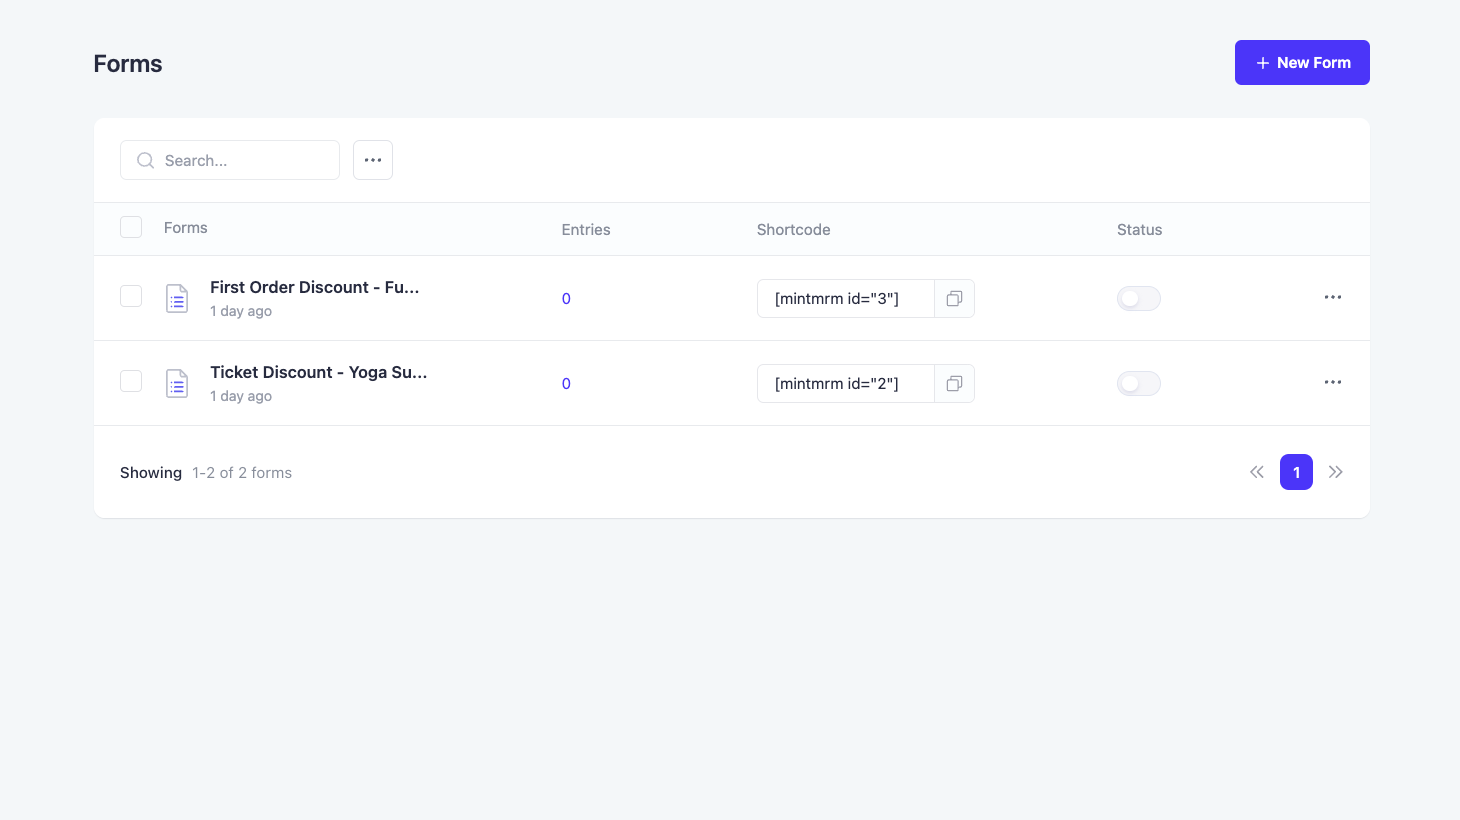 Forms
+ New Form
Search...
Forms Entries Shortcode Status
First Order Discount - Fu...
1 day ago
0
[mintmrm id="3"]
Ticket Discount - Yoga Su...
1 day ago
0
[mintmrm id="2"]
Showing 1-2 of 2 forms
1